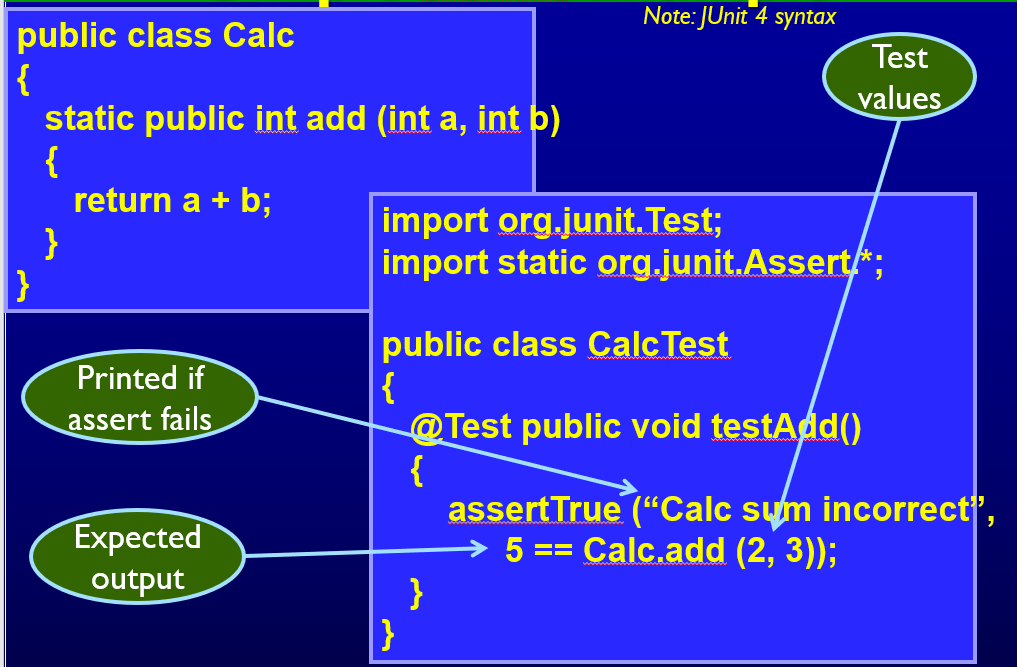 Note: JUnit 4 syntax
public class Calc
{
static public int add (int a, int b)
{
return a + b;
}
}
Test
values
import org.junit.Test;
import static org.junit.Assert.*;
public class CalcTest
{
@Test public void testAdd()
{
assertTrue (“Calc sum incorrect”,
5 == Calc.add (2, 3));
}
}
Printed if
assert fails
Expected
output